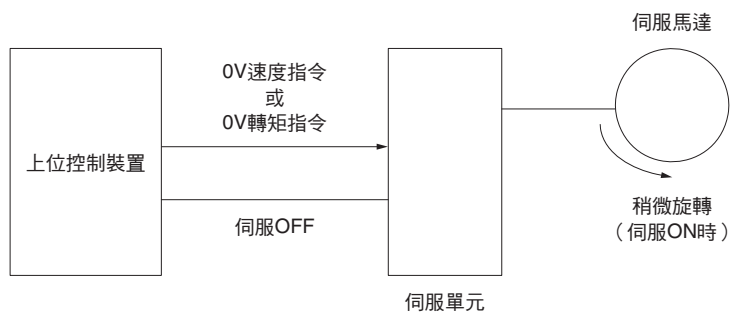 伺服馬達
0V速度指令
或
0V轉矩指令
上位控制裝置
稍微旋轉
（伺服ON時）
伺服OFF
伺服單元